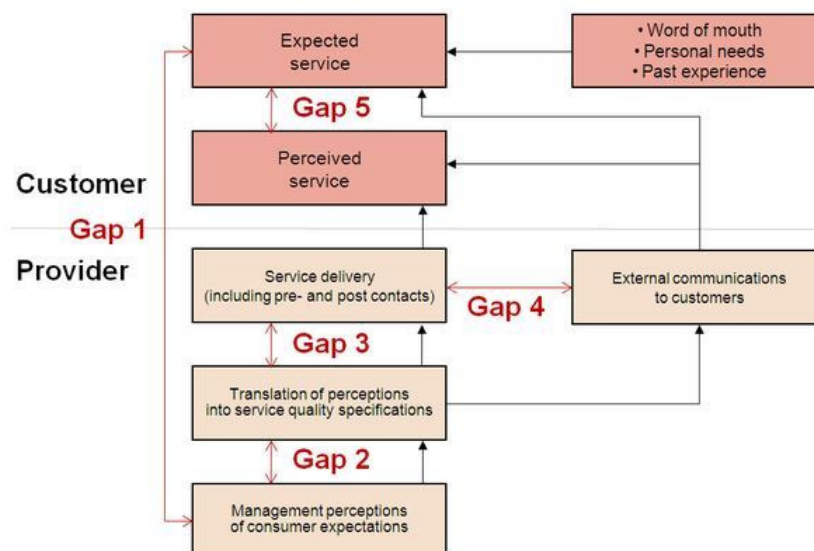 Expected
service
• Word of mouth
• Personal needs
• Past experience
Gap 5
Perceived
service
Customer
Gap 1
Provider
Service delivery
(including pre- and post contacts)
Gap 4
External communications
to customers
Gap 3
Translation of perceptions
into service quality specifications
Gap 2
Management perceptions
of consumer expectations